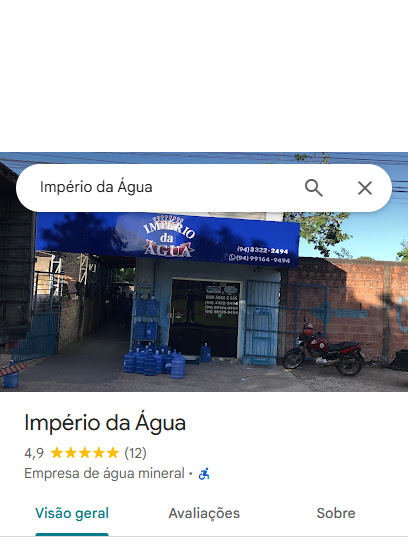 Império da Água
IMPÉRIO
da
ÁGUA
(94)3322-2494
(94)99164-9494
Império da Água
4,9 (12)
Empresa de água mineral ·
Visão geral
Avaliações
Sobre